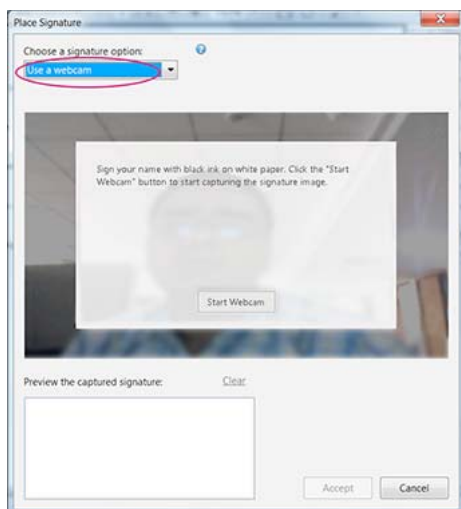 Place Signature
Choose a signature option:
Use a webcam
Sign your name with black ink on white paper. Click the "Start
Webcam" button to start capturing the signature image.
Start Webcam
Preview the captured signature: Clear
Accept Cancel